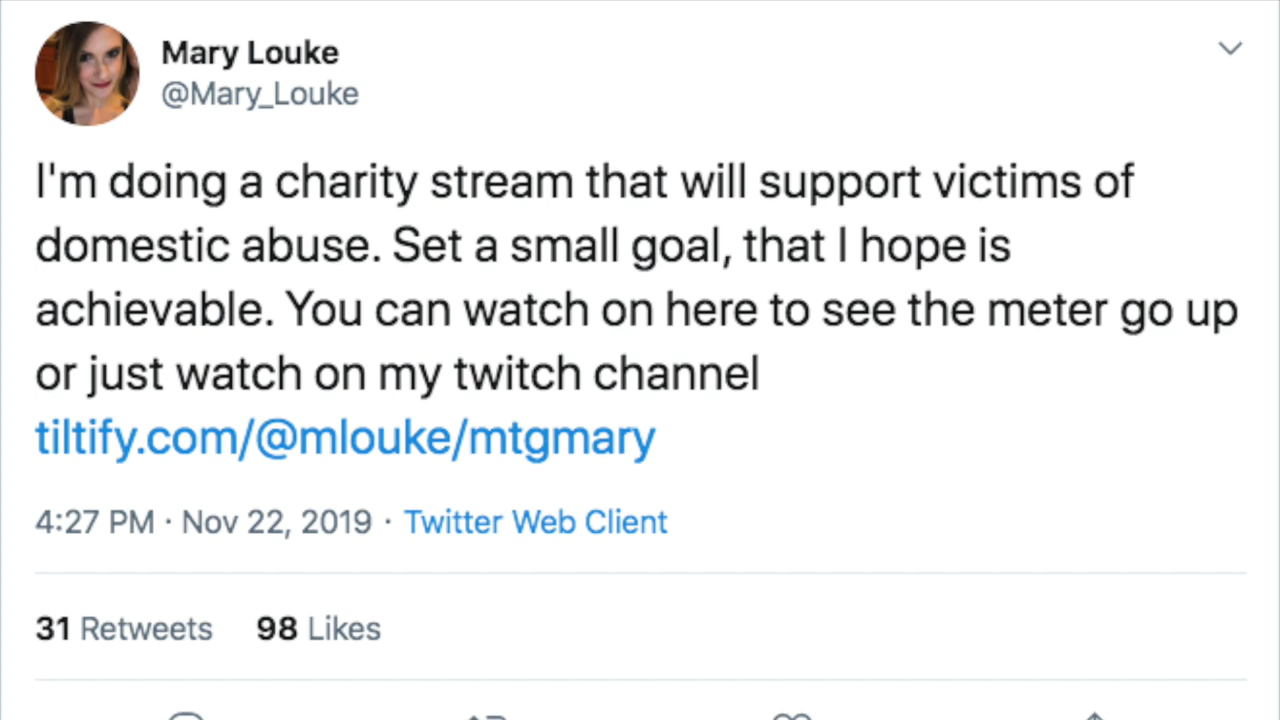 Mary Louke
@Mary_Louke
I'm doing a charity stream that will support victims of
domestic abuse. Set a small goal, that I hope is
achievable. You can watch on here to see the meter go up
or just watch on my twitch channel
tiltify.com/@mlouke/mtgmary
4:27 PM · Nov 22, 2019 · Twitter Web Client
31 Retweets 98 Likes